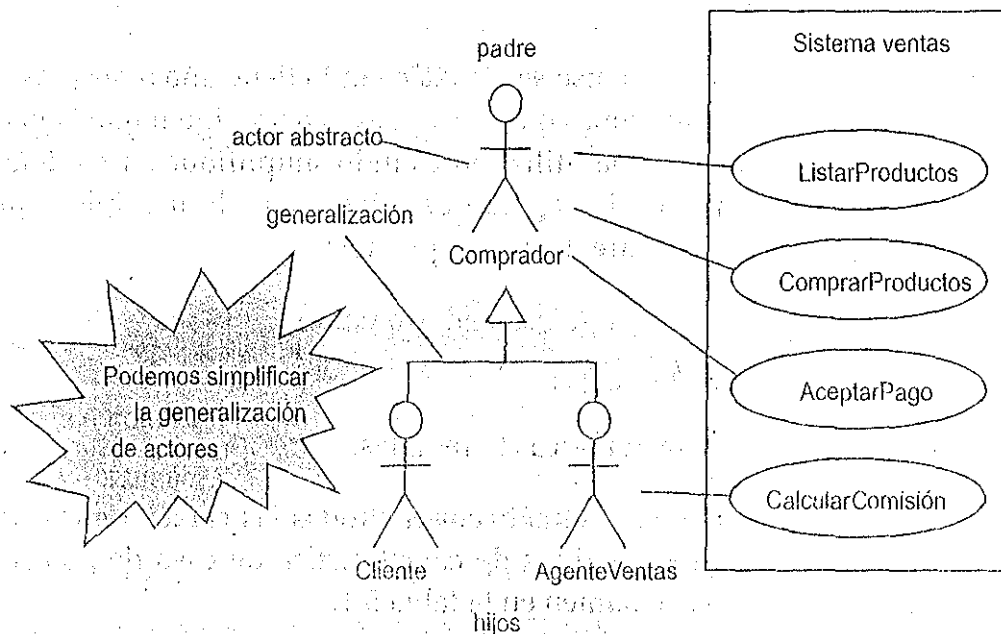 padre
Sistema ventas
actor abstracto
ListarProductos
generalización
Comprador
ComprarProductos
Podemos simplificar
la generalización
de actores
AceptarPago
CalcularComisión
Cliente
AgenteVentas
hijos